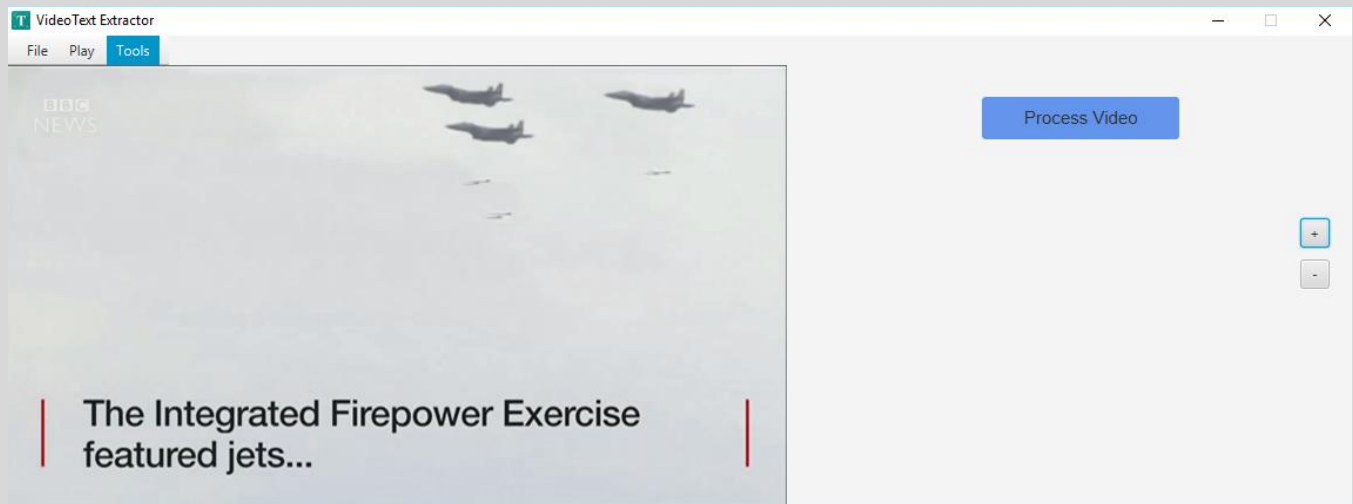 T VideoText Extractor
File Play Tools
BBC
NEWS
Process Video
+
-
The Integrated Firepower Exercise
featured jets...